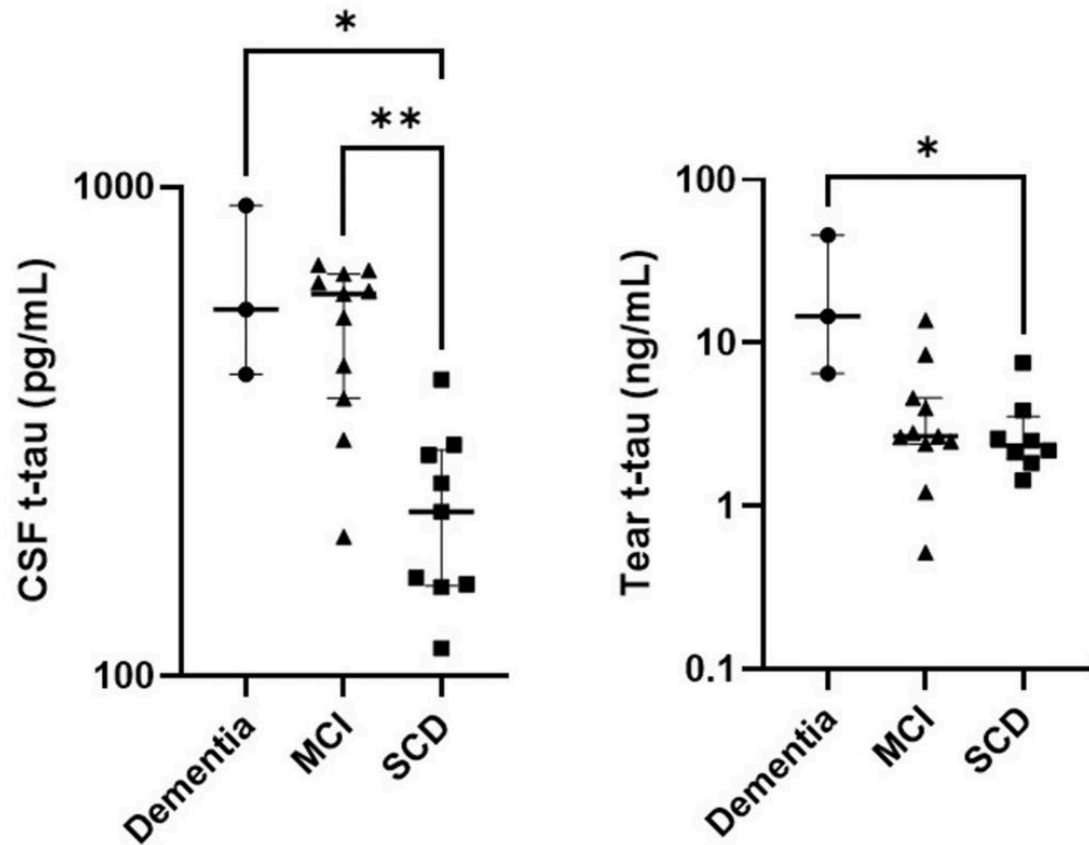 *
**
1000
100
CSF t-tau (pg/mL)
Dementia
MCI
SCD
*
100
10
1
0.1
Tear t-tau (ng/mL)
Dementia
MCI
SCD